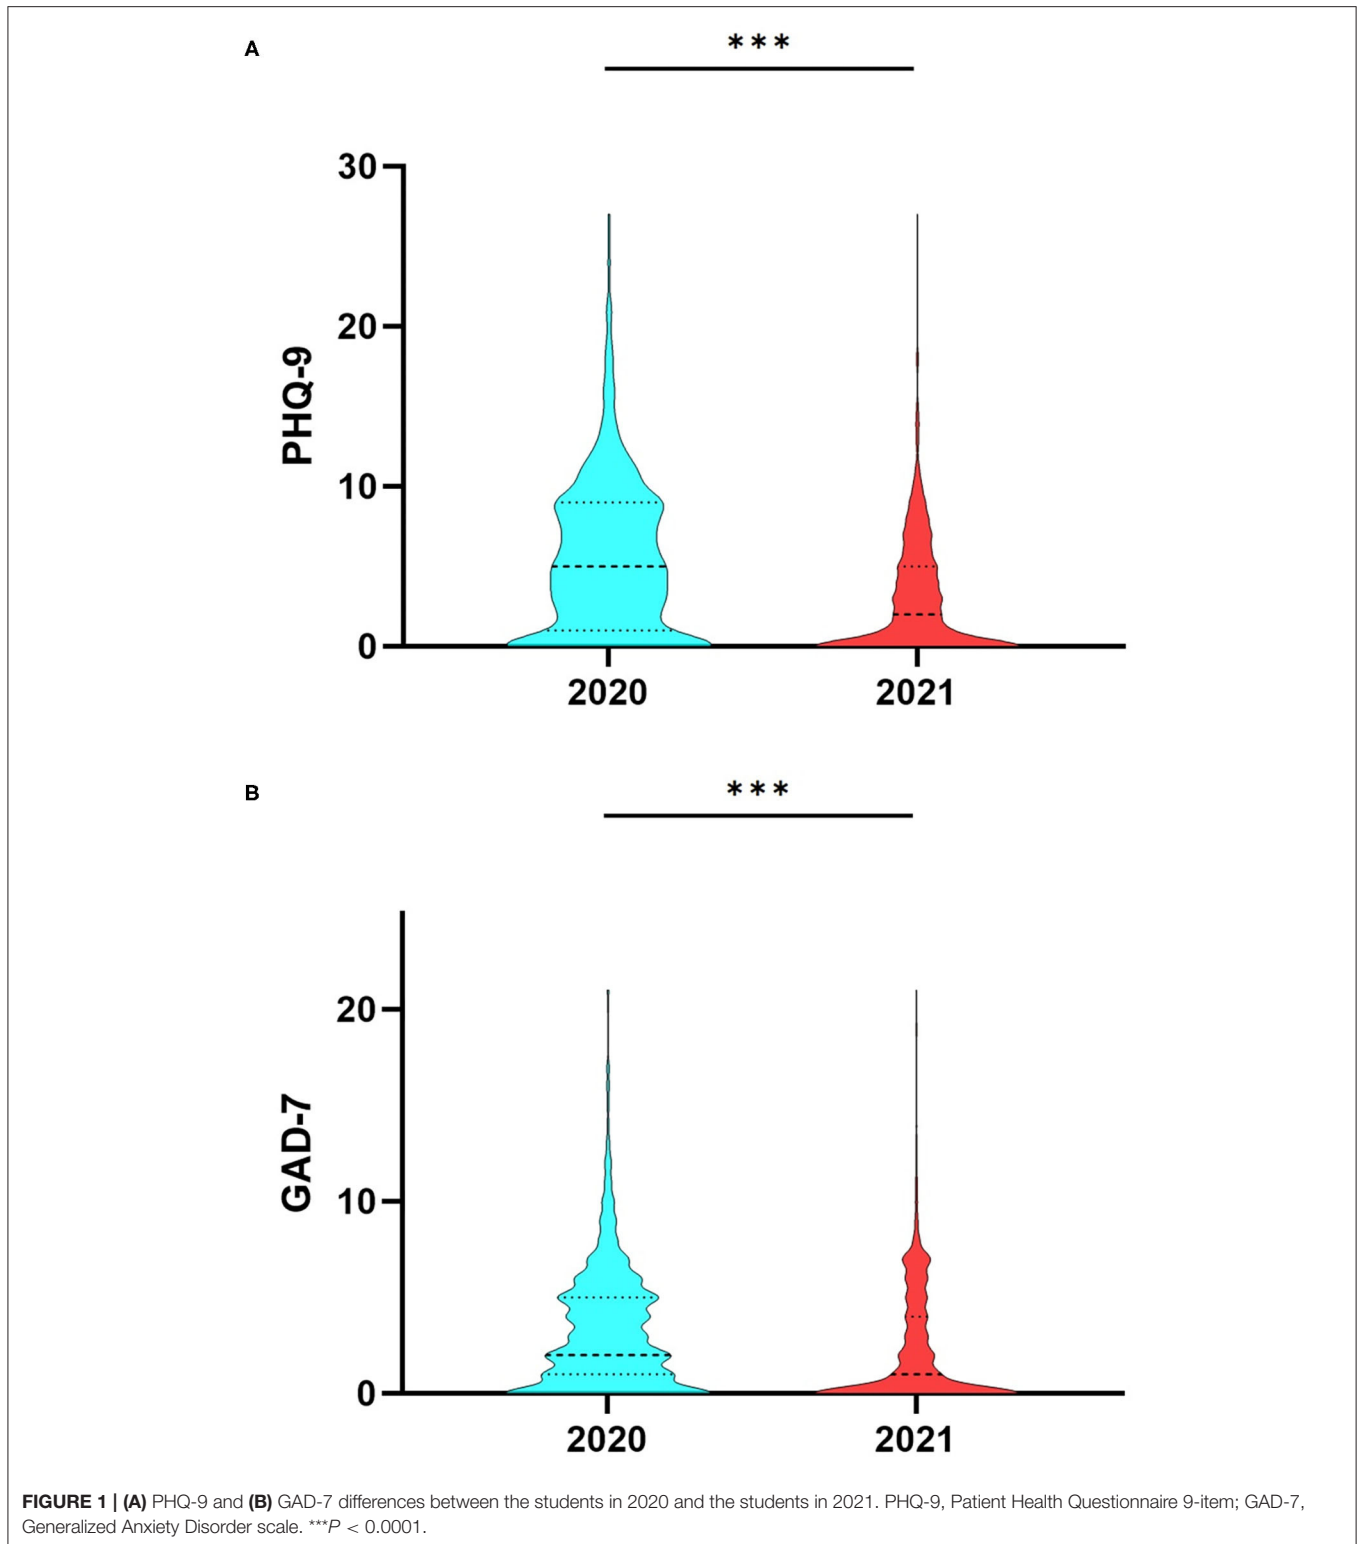 A
***
30
20
10
0
PHQ-9
2020 2021
B
***
20
10
0
GAD-7
2020 2021
FIGURE 1 | (A) PHQ-9 and (B) GAD-7 differences between the students in 2020 and the students in 2021. PHQ-9, Patient Health Questionnaire 9-item; GAD-7,
Generalized Anxiety Disorder scale. ***P < 0.0001.